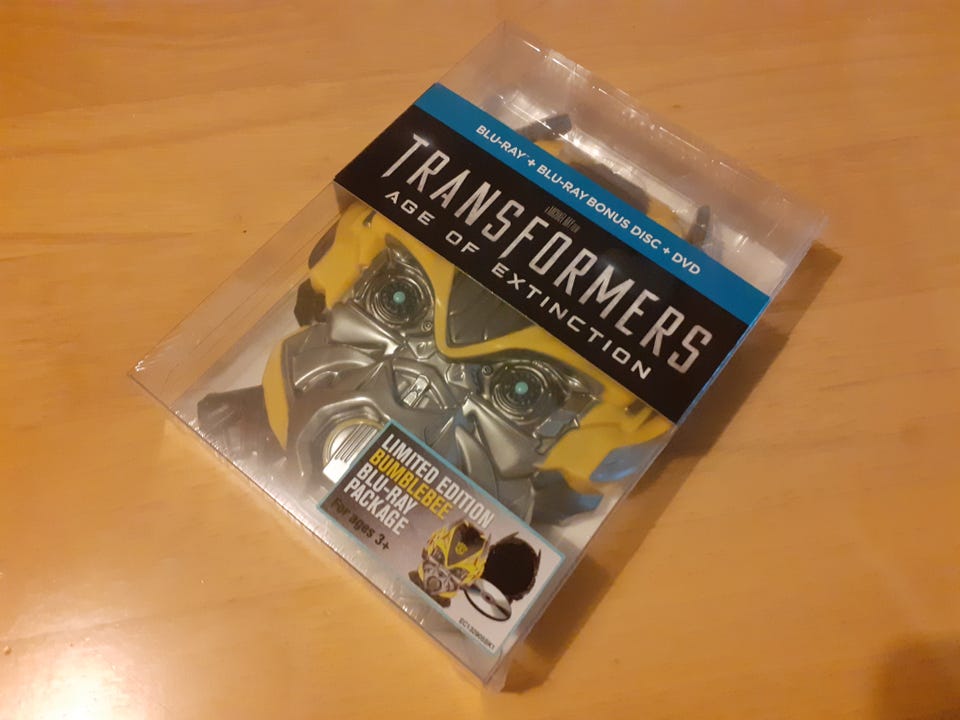 BLU-RAY™ + BLU-RAY BONUS DISC + DVD
A MICHAEL BAY FILM
TRANSFORMERS
AGE OF EXTINCTION
LIMITED EDITION
BUMBLEBEE
BLU-RAY
PACKAGE
For ages 3+